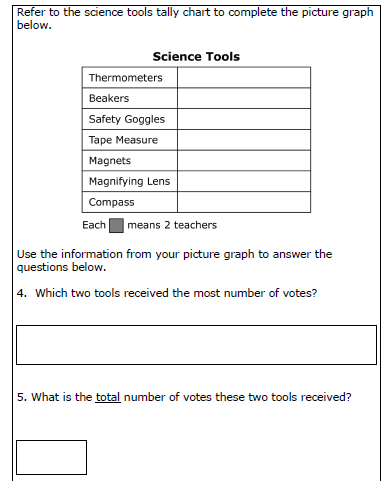 Refer to the science tools tally chart to complete the picture graph
below.
Science Tools
Thermometers
Beakers
Safety Goggles
Tape Measure
Magnets
Magnifying Lens
Compass
Each means 2 teachers
Use the information from your picture graph to answer the
questions below.
4. Which two tools received the most number of votes?
5. What is the total number of votes these two tools received?